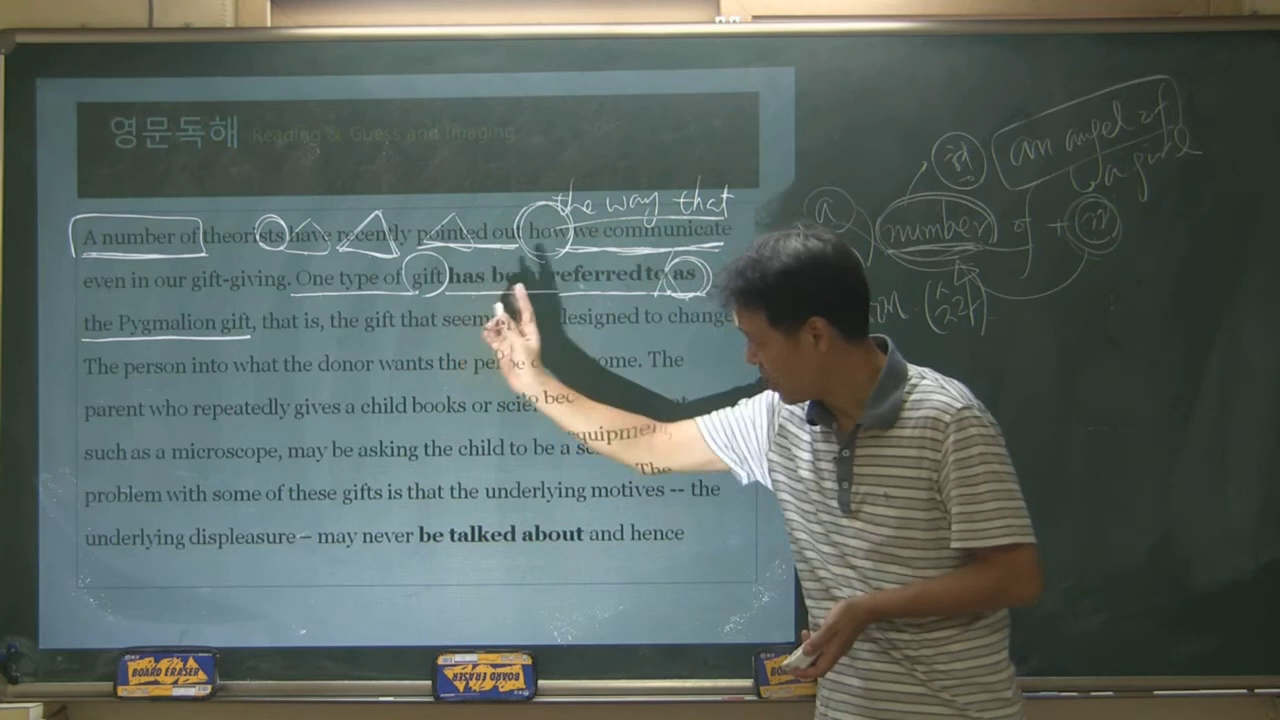 영문독해 Reading & Guess and Imaging
the way that
A number of theorists have recently pointed out how we communicate
even in our gift-giving. One type of gift has be referred to as
the Pygmalion gift, that is, the gift that designed to change
The person into what the donor wants the The
parent who repeatedly gives a child books or
such as a microscope, may be asking the child to be a equipment,
The
problem with some of these gifts is that the underlying motives -- the
underlying displeasure – may never be talked about and hence
an angel of
a girl
a number of + n
BOARD ERASER
BOARD ERASER